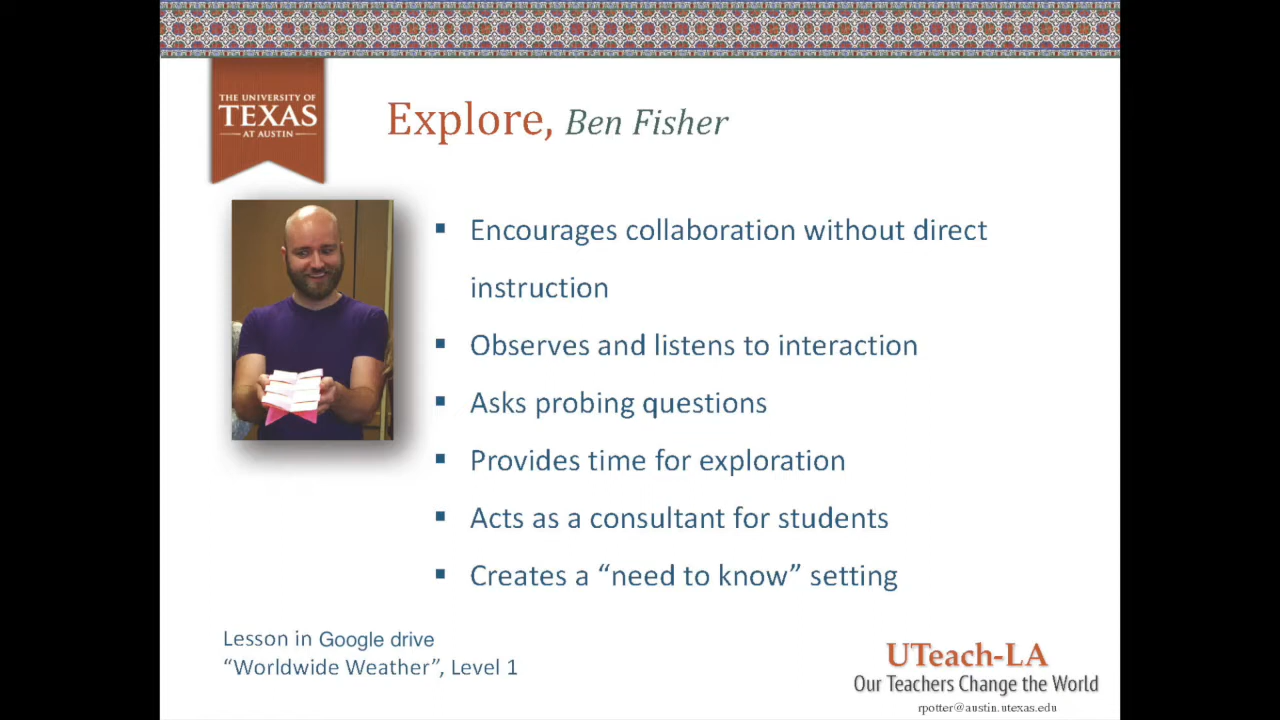 THE UNIVERSITY OF
TEXAS
AT AUSTIN
Explore, Ben Fisher
▪ Encourages collaboration without direct
instruction
▪ Observes and listens to interaction
▪ Asks probing questions
▪ Provides time for exploration
▪ Acts as a consultant for students
▪ Creates a “need to know” setting
Lesson in Google drive
“Worldwide Weather”, Level 1
UTeach-LA
Our Teachers Change the World
rpotter@austin.utexas.edu